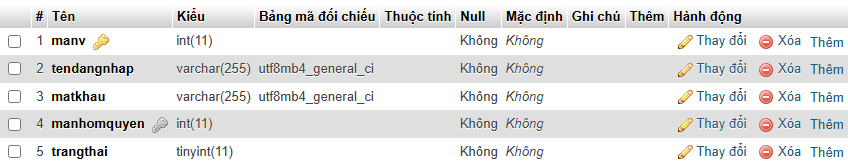 # Tên Kiểu Bảng mã đối chiếu Thuộc tính Null Mặc định Ghi chú Thêm Hành động
1 manv int(11) Không Không Thay đổi Xóa Thêm
2 tendangnhap varchar(255) utf8mb4_general_ci Không Không Thay đổi Xóa Thêm
3 matkhau varchar(255) utf8mb4_general_ci Không Không Thay đổi Xóa Thêm
4 manhomquyen int(11) Không Không Thay đổi Xóa Thêm
5 trangthai tinyint(11) Không Không Thay đổi Xóa Thêm